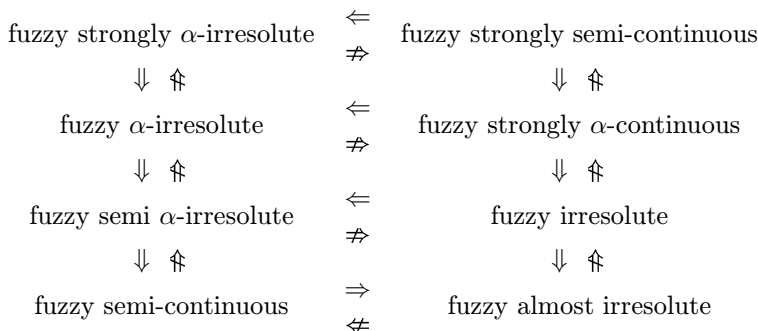 fuzzy strongly α-irresolute ⇐ fuzzy strongly semi-continuous
⇏
⇓ ⇑̸ ⇓ ⇑̸
fuzzy α-irresolute ⇐ fuzzy strongly α-continuous
⇏
⇓ ⇑̸ ⇓ ⇑̸
fuzzy semi α-irresolute ⇐ fuzzy irresolute
⇏
⇓ ⇑̸ ⇓ ⇑̸
fuzzy semi-continuous ⇒ fuzzy almost irresolute
⇍